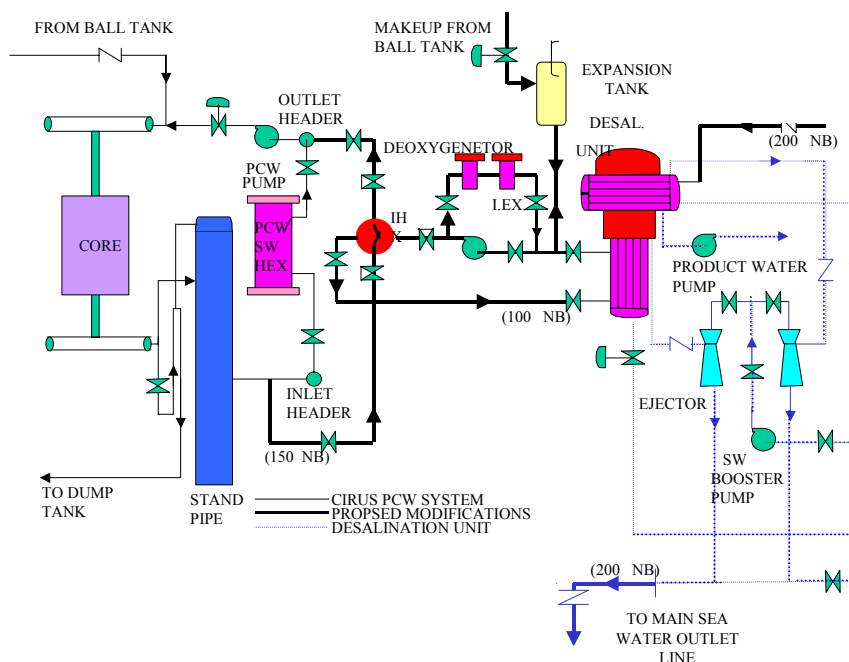 FROM BALL TANK
MAKEUP FROM
BALL TANK
EXPANSION
TANK
OUTLET
HEADER
DEOXYGENETOR
DESAL.
UNIT
(200 NB)
PCW
PUMP
I.EX
IH
X
CORE
PCW
SW
HEX
PRODUCT WATER
PUMP
(100 NB)
INLET
HEADER
EJECTOR
(150 NB)
SW
BOOSTER
PUMP
TO DUMP
TANK
STAND
PIPE
CIRUS PCW SYSTEM
PROPSED MODIFICATIONS
DESALINATION UNIT
(200 NB)
TO MAIN SEA
WATER OUTLET
LINE